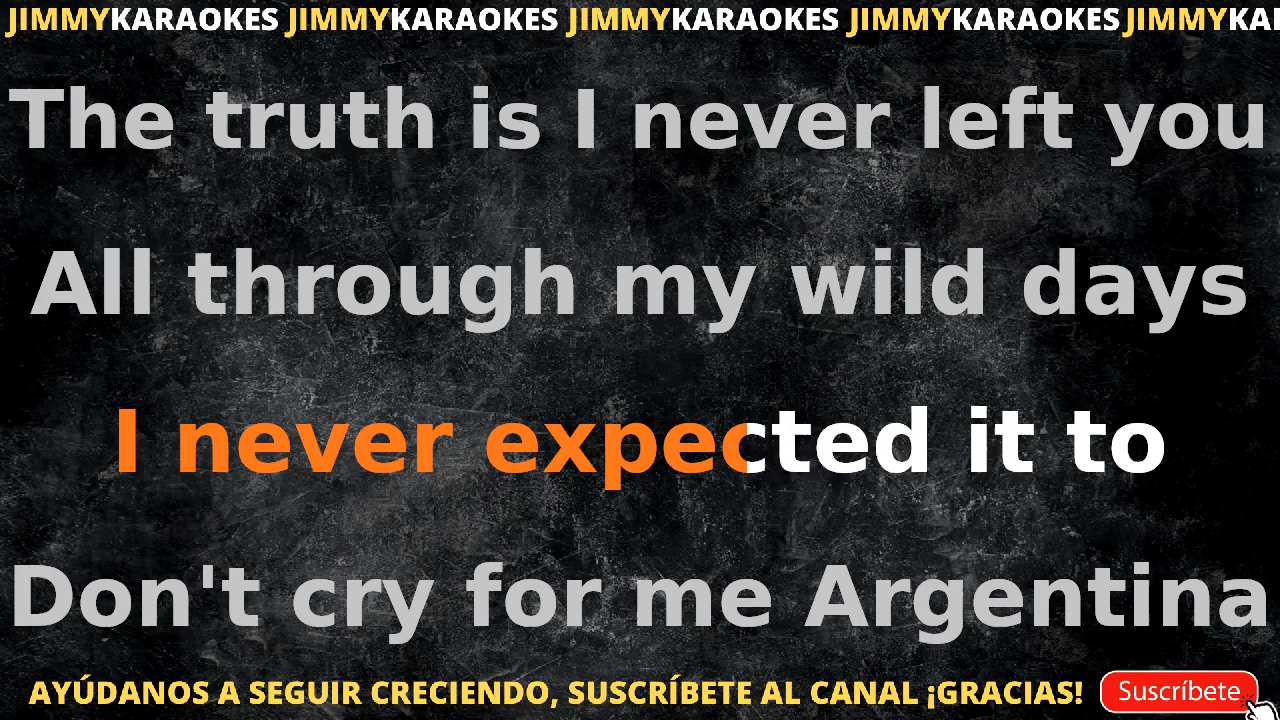 JIMMYKARAOKES JIMMYKARAOKES JIMMYKARAOKES JIMMYKARAOKES JIMMYKA
The truth is I never left you
All through my wild days
I never expected it to
Don't cry for me Argentina
AYÚDANOS A SEGUIR CRECIENDO, SUSCRÍBETE AL CANAL ¡GRACIAS! Suscríbete